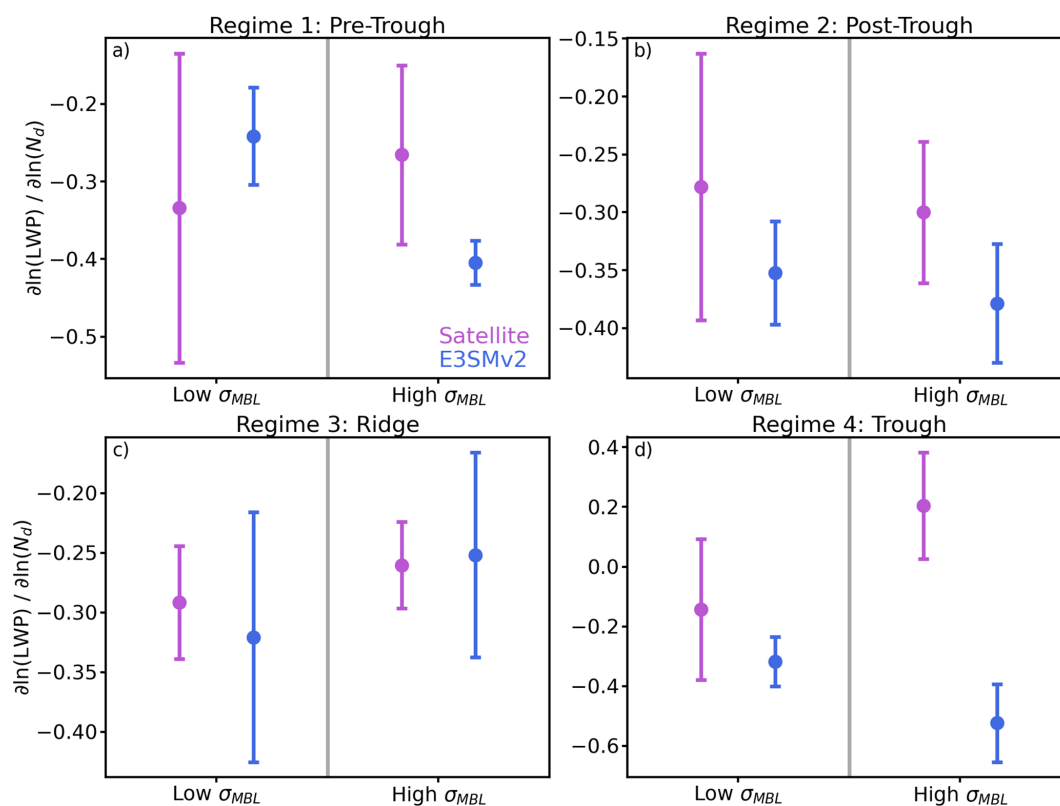 Regime 1: Pre-Trough
a)
−0.2
−0.3
−0.4
−0.5
∂ln(LWP) / ∂ln(N_d)
Satellite
E3SMv2
Low σ_MBL
High σ_MBL
Regime 2: Post-Trough
b)
−0.15
−0.20
−0.25
−0.30
−0.35
−0.40
Low σ_MBL
High σ_MBL
Regime 3: Ridge
c)
−0.20
−0.25
−0.30
−0.35
−0.40
∂ln(LWP) / ∂ln(N_d)
Low σ_MBL
High σ_MBL
Regime 4: Trough
d)
0.4
0.2
0.0
−0.2
−0.4
−0.6
Low σ_MBL
High σ_MBL